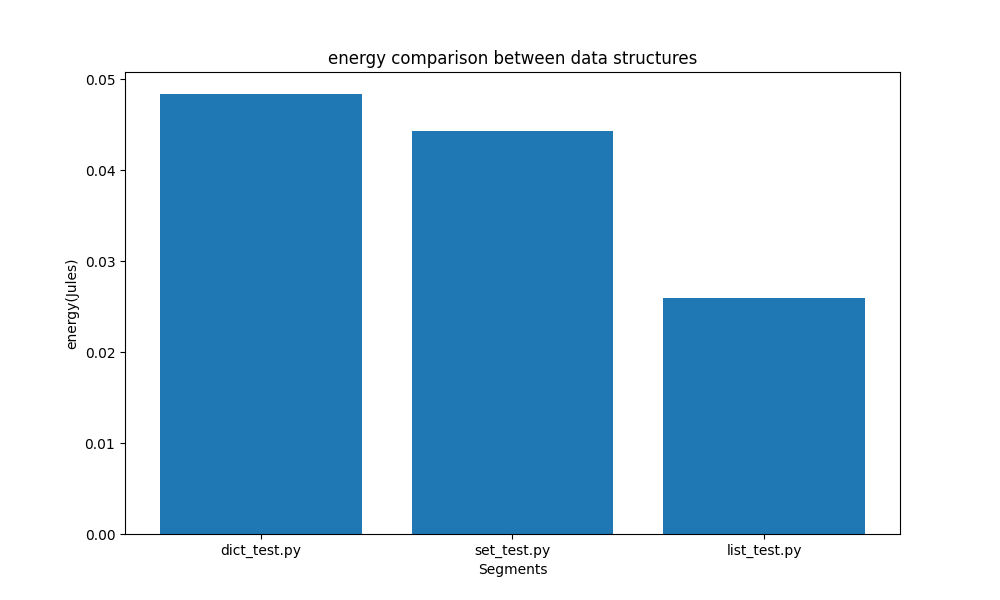 energy comparison between data structures
energy(Jules)
0.05
0.04
0.03
0.02
0.01
0.00
dict_test.py set_test.py list_test.py
Segments